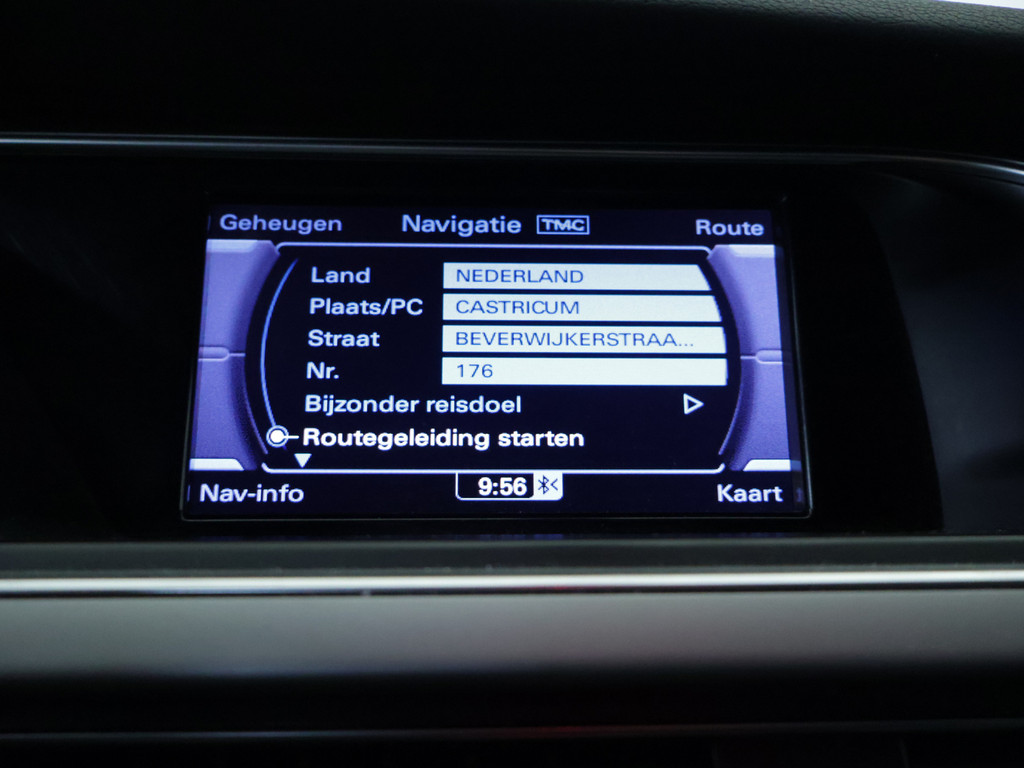 Geheugen Navigatie TMC Route
Land NEDERLAND
Plaats/PC CASTRICUM
Straat BEVERWIJKERSTRAA...
Nr. 176
Bijzonder reisdoel
Routegeleiding starten
Nav-info 9:56 Kaart